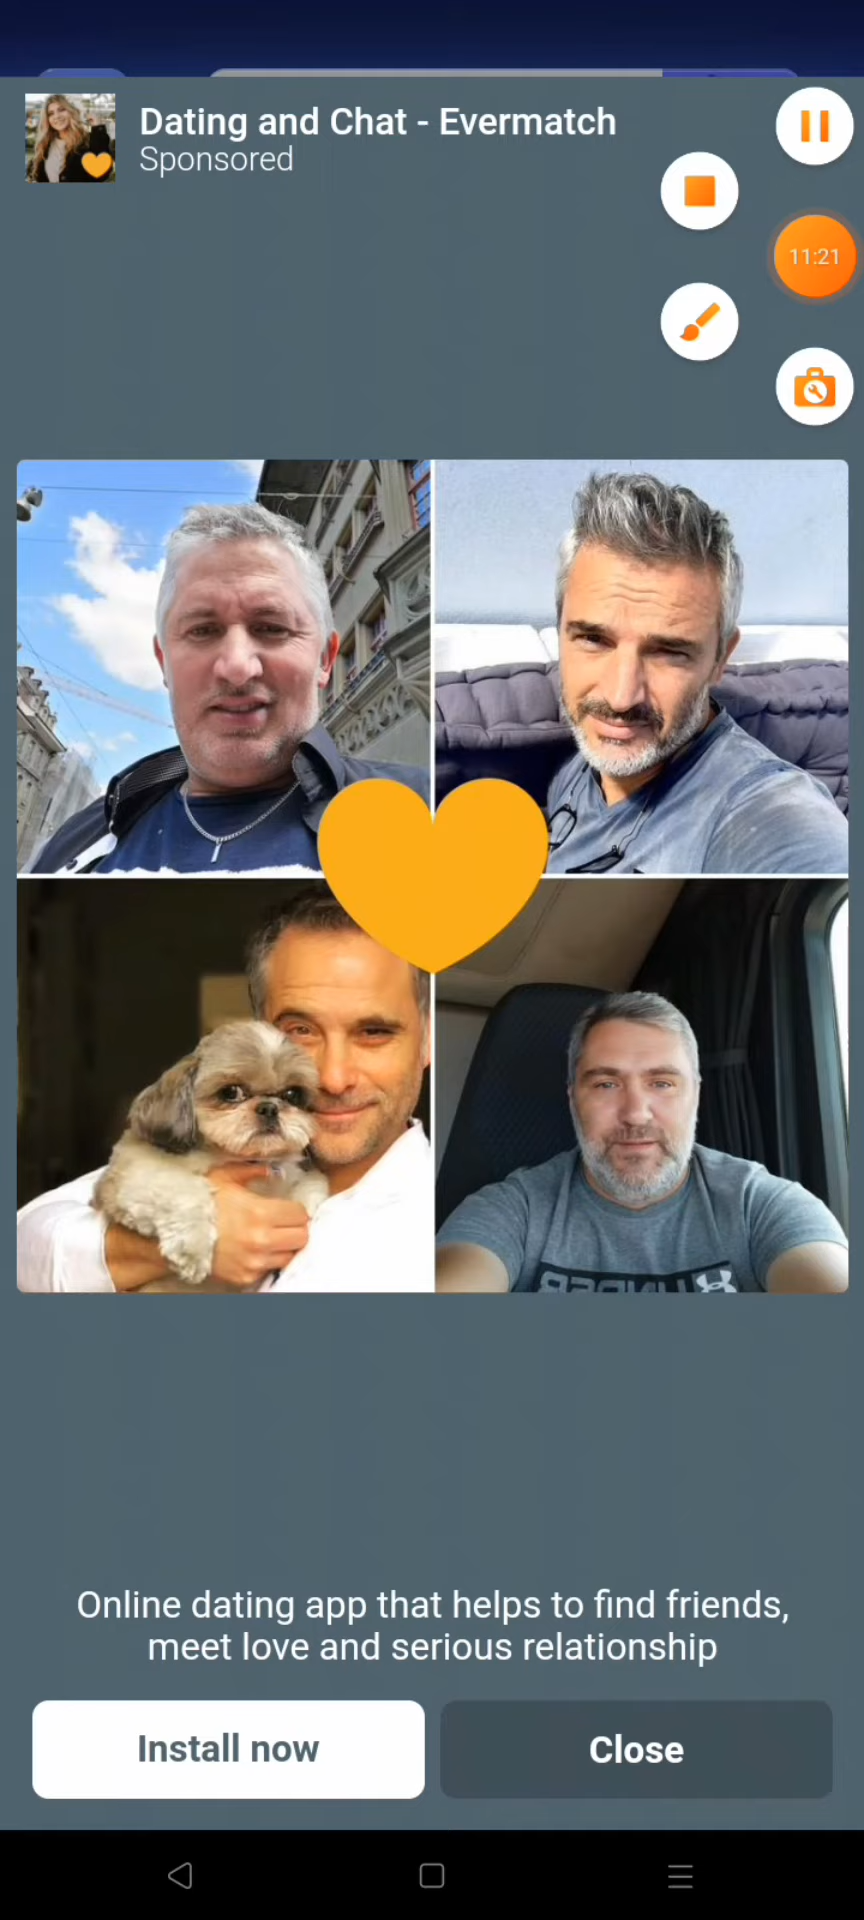 Dating and Chat - Evermatch
Sponsored
11:21
UNDER
Online dating app that helps to find friends,
meet love and serious relationship
Install now
Close